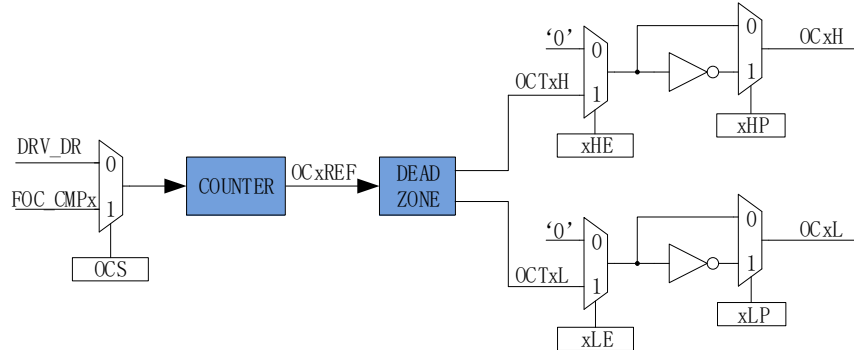 ‘0’
0
OCTxH
1
xHE
0
1
OCxH
xHP
DRV_DR
0
FOC_CMPx
1
OCS
COUNTER
OCxREF
DEAD
ZONE
‘0’
0
OCTxL
1
xLE
0
1
OCxL
xLP